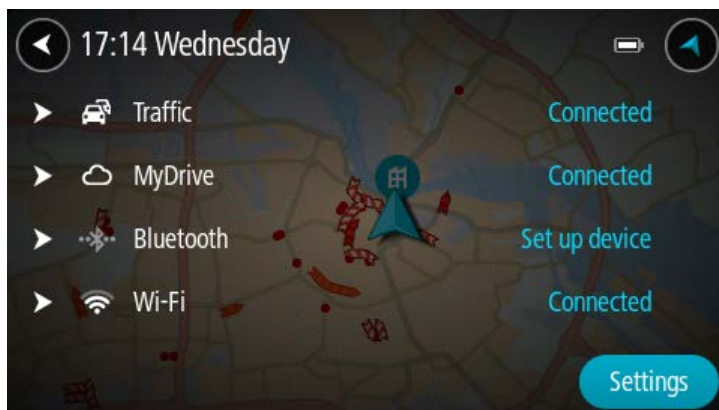 17:14 Wednesday
Traffic Connected
MyDrive Connected
Bluetooth Set up device
Wi-Fi Connected
Settings